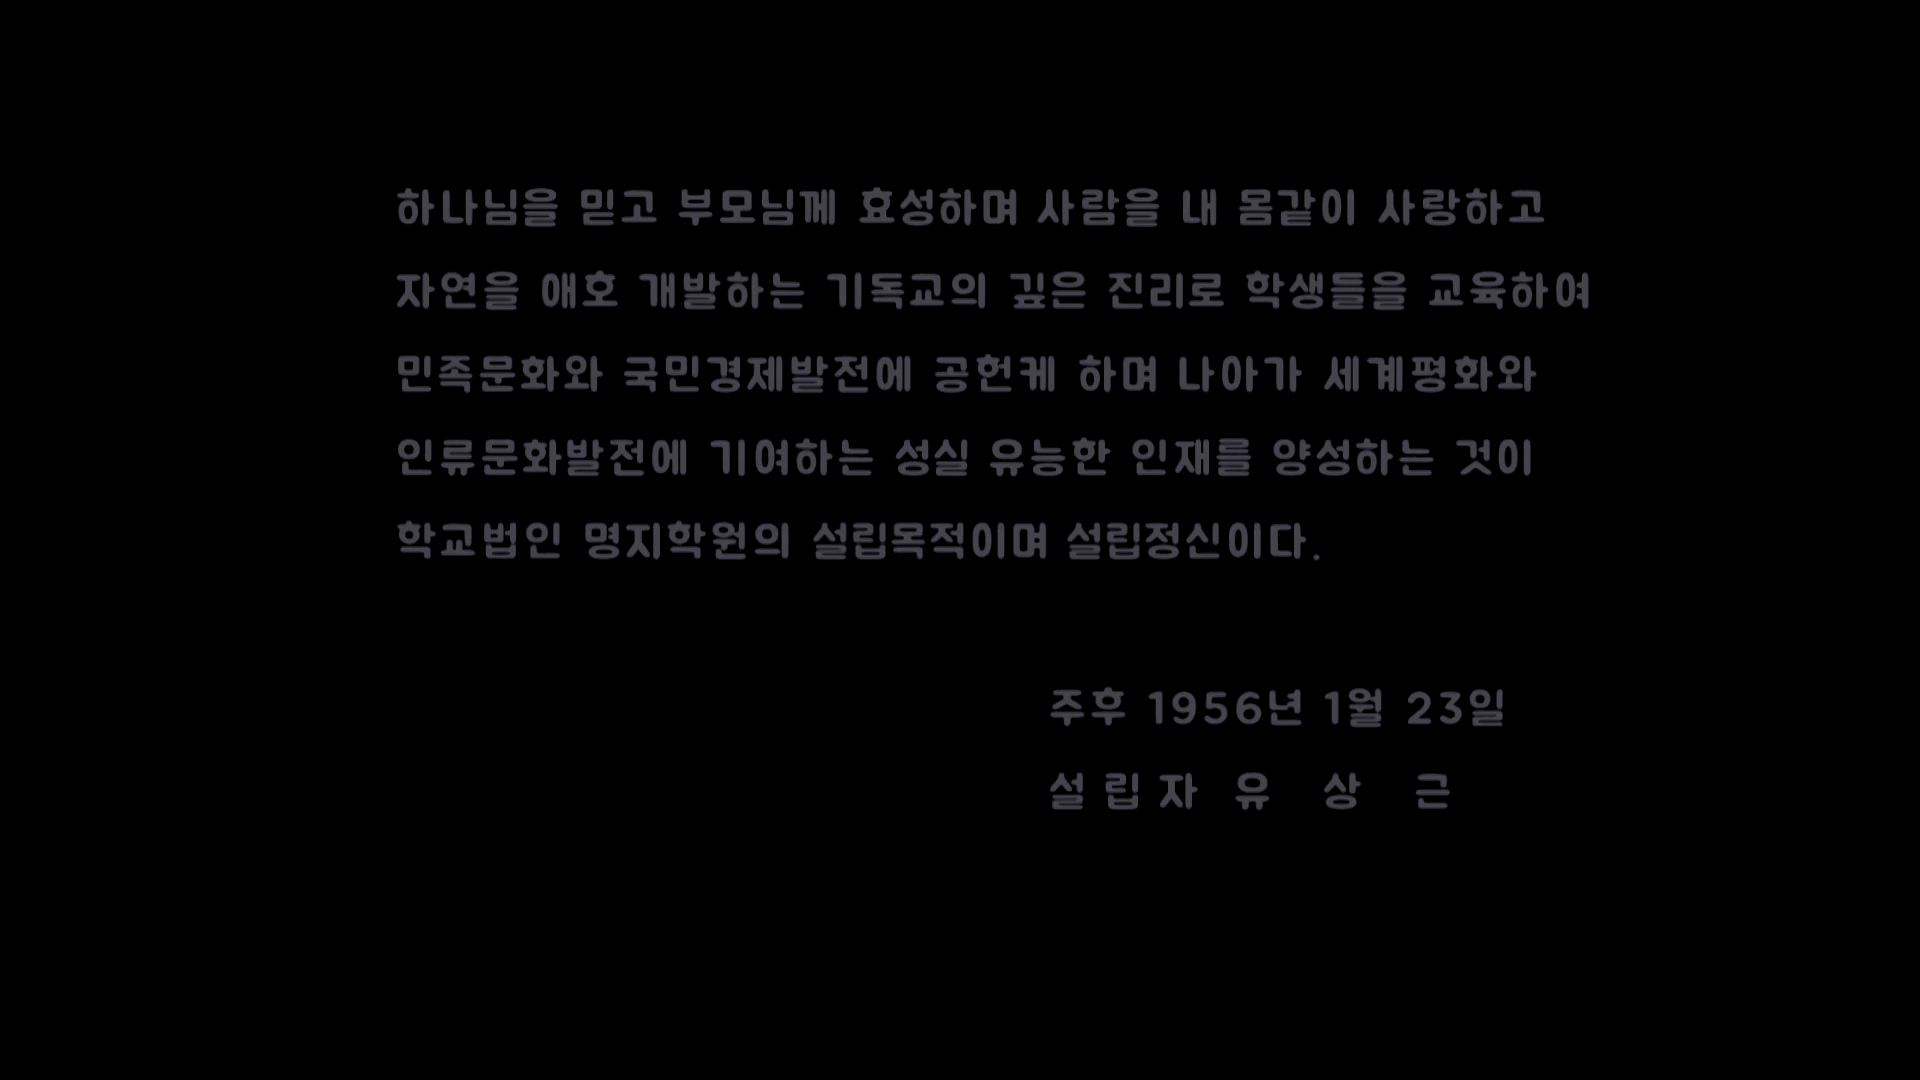 하나님을 믿고 부모님께 효성하며 사람을 내 몸같이 사랑하고
자연을 애호 개발하는 기독교의 깊은 진리로 학생들을 교육하여
민족문화와 국민경제발전에 공헌케 하며 나아가 세계평화와
인류문화발전에 기여하는 성실 유능한 인재를 양성하는 것이
학교법인 명지학원의 설립목적이며 설립정신이다.
주후 1956년 1월 23일
설 립 자 유 상 근